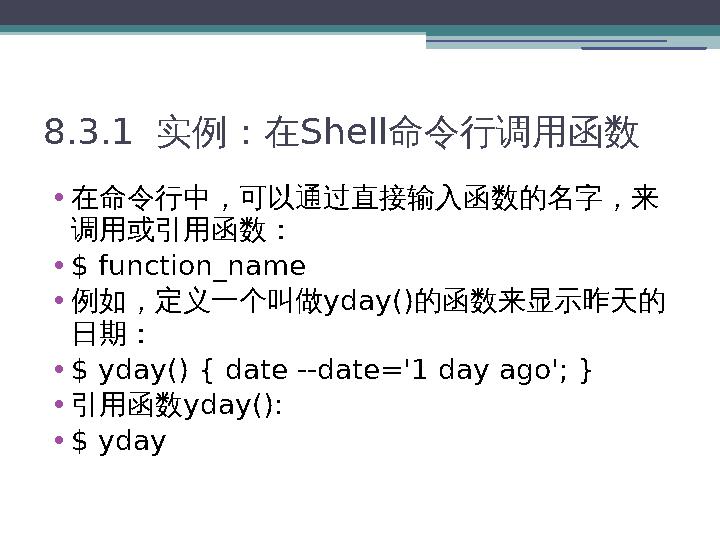 8.3.1 实例：在Shell命令行调用函数
• 在命令行中，可以通过直接输入函数的名字，来
调用或引用函数：
• $ function_name
• 例如，定义一个叫做yday()的函数来显示昨天的
日期：
• $ yday() { date --date='1 day ago'; }
• 引用函数yday():
• $ yday